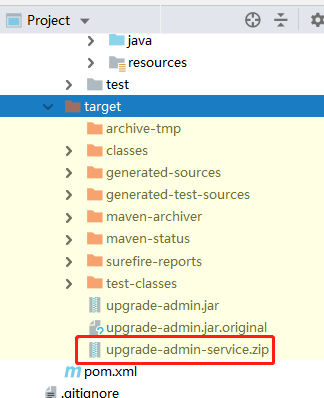 Project
java
resources
test
target
archive-tmp
classes
generated-sources
generated-test-sources
maven-archiver
maven-status
surefire-reports
test-classes
upgrade-admin.jar
upgrade-admin.jar.original
upgrade-admin-service.zip
pom.xml
.gitignore